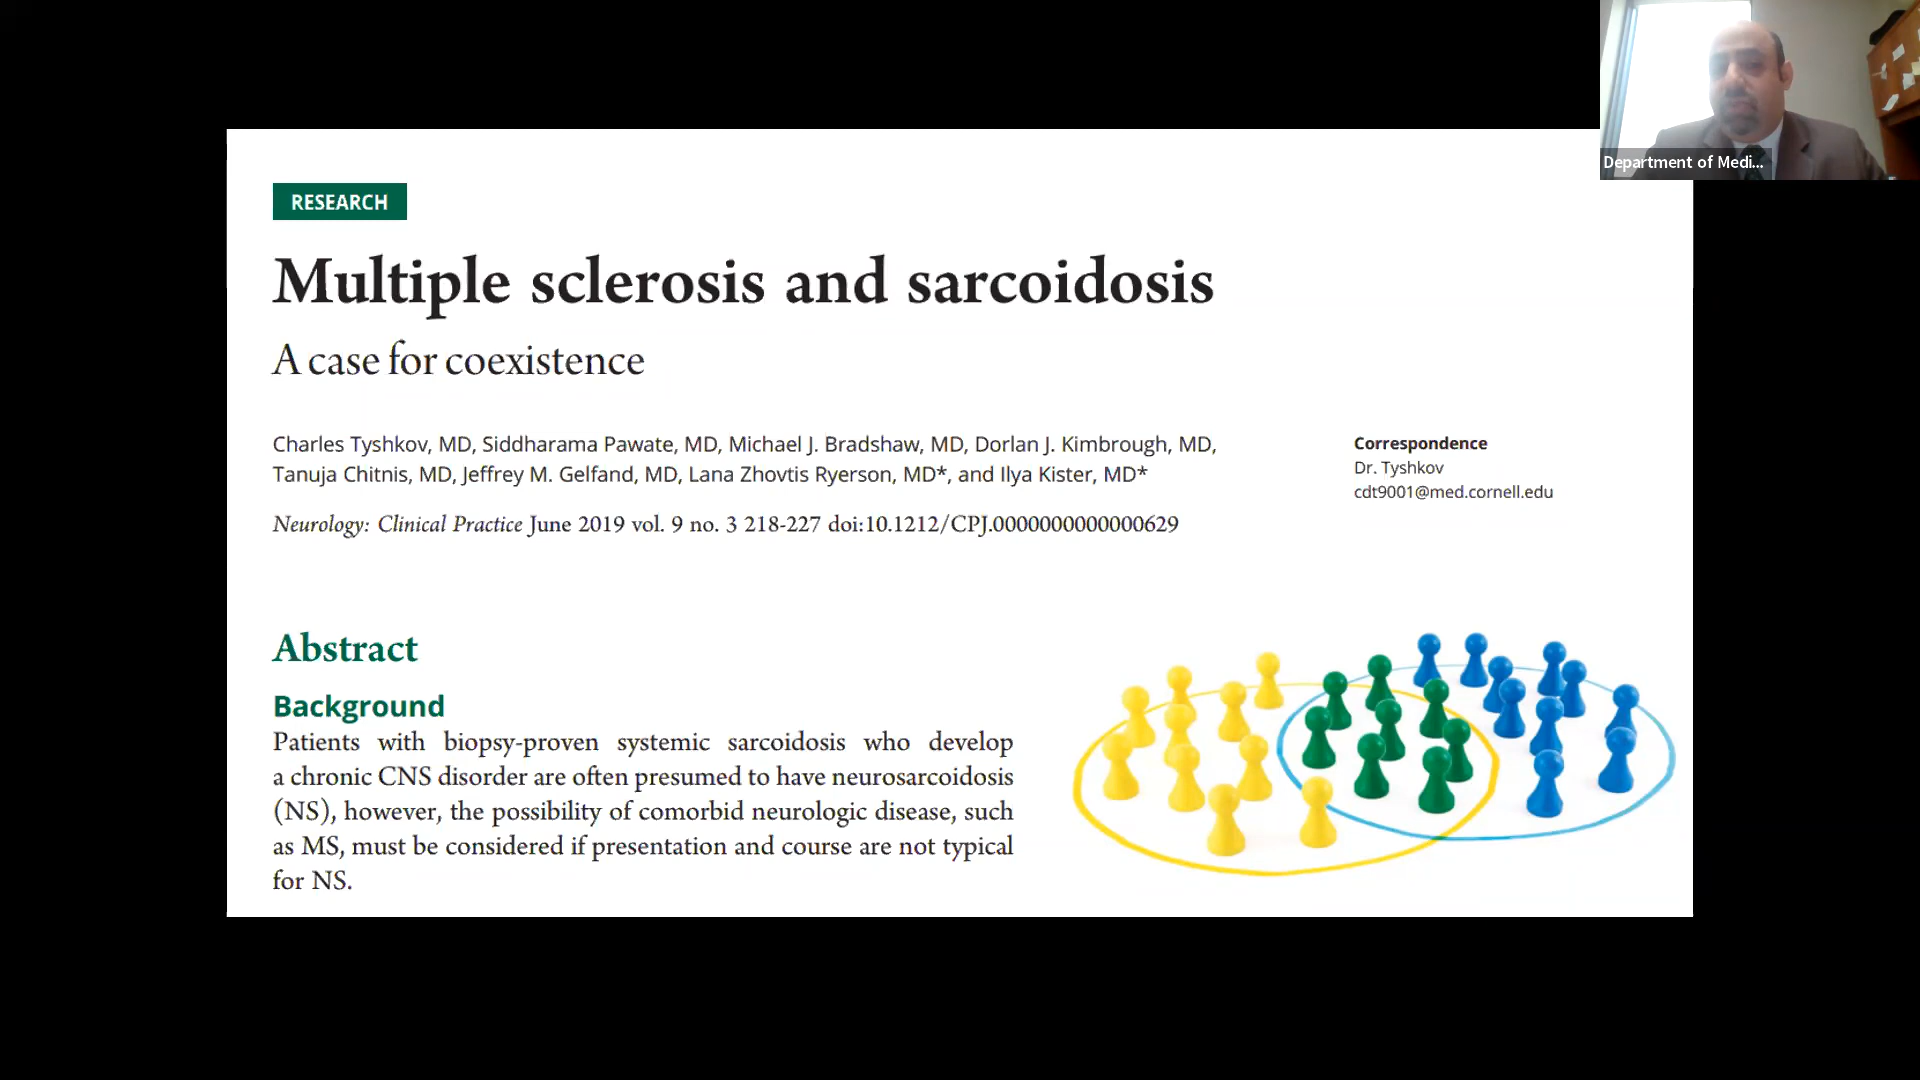 Department of Medi...
RESEARCH
Multiple sclerosis and sarcoidosis
A case for coexistence
Charles Tyshkov, MD, Siddharama Pawate, MD, Michael J. Bradshaw, MD, Dorlan J. Kimbrough, MD,
Tanuja Chitnis, MD, Jeffrey M. Gelfand, MD, Lana Zhovtis Ryerson, MD*, and Ilya Kister, MD*
Neurology: Clinical Practice June 2019 vol. 9 no. 3 218-227 doi:10.1212/CPJ.0000000000000629
Correspondence
Dr. Tyshkov
cdt9001@med.cornell.edu
Abstract
Background
Patients with biopsy-proven systemic sarcoidosis who develop
a chronic CNS disorder are often presumed to have neurosarcoidosis
(NS), however, the possibility of comorbid neurologic disease, such
as MS, must be considered if presentation and course are not typical
for NS.